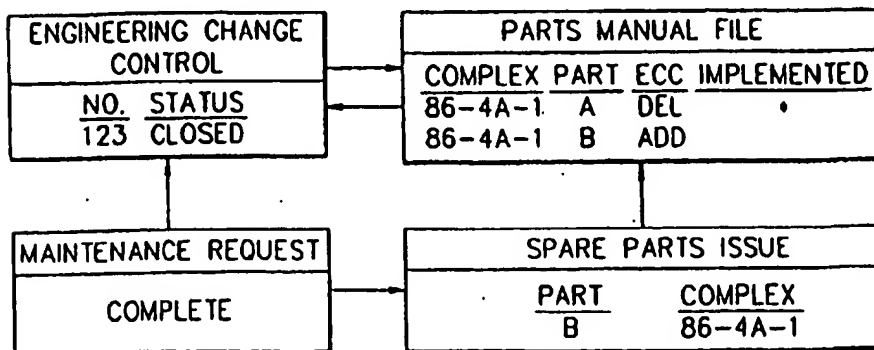 ENGINEERING CHANGE
CONTROL
NO. STATUS
123 CLOSED
PARTS MANUAL FILE
COMPLEX PART ECC IMPLEMENTED
86-4A-1 A DEL •
86-4A-1 B ADD
MAINTENANCE REQUEST
COMPLETE
SPARE PARTS ISSUE
PART COMPLEX
B 86-4A-1